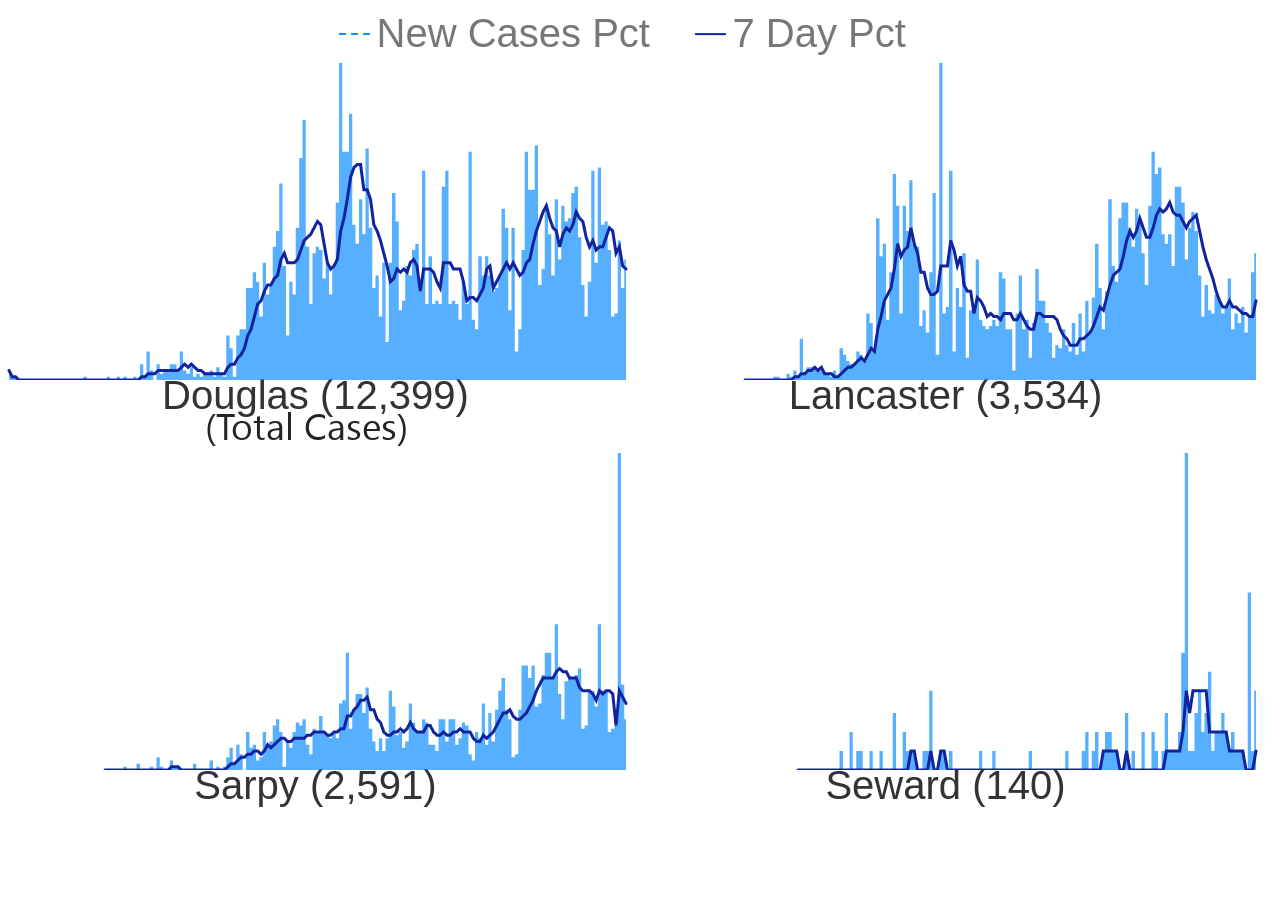 New Cases Pct 7 Day Pct
Douglas (12,399) Lancaster (3,534)
(Total Cases)
Sarpy (2,591) Seward (140)